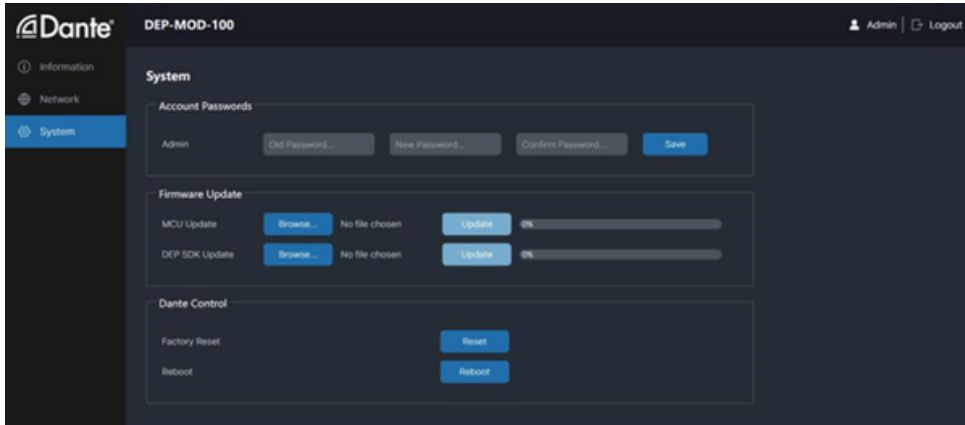 Dante®
DEP-MOD-100
Admin
Logout
Information
Network
System
System
Account Passwords
Admin
Old Password...
New Password...
Confirm Password...
Save
Firmware Update
MCU Update
Browse...
No file chosen
Update
0%
DEP SDK Update
Browse...
No file chosen
Update
0%
Dante Control
Factory Reset
Reset
Reboot
Reboot